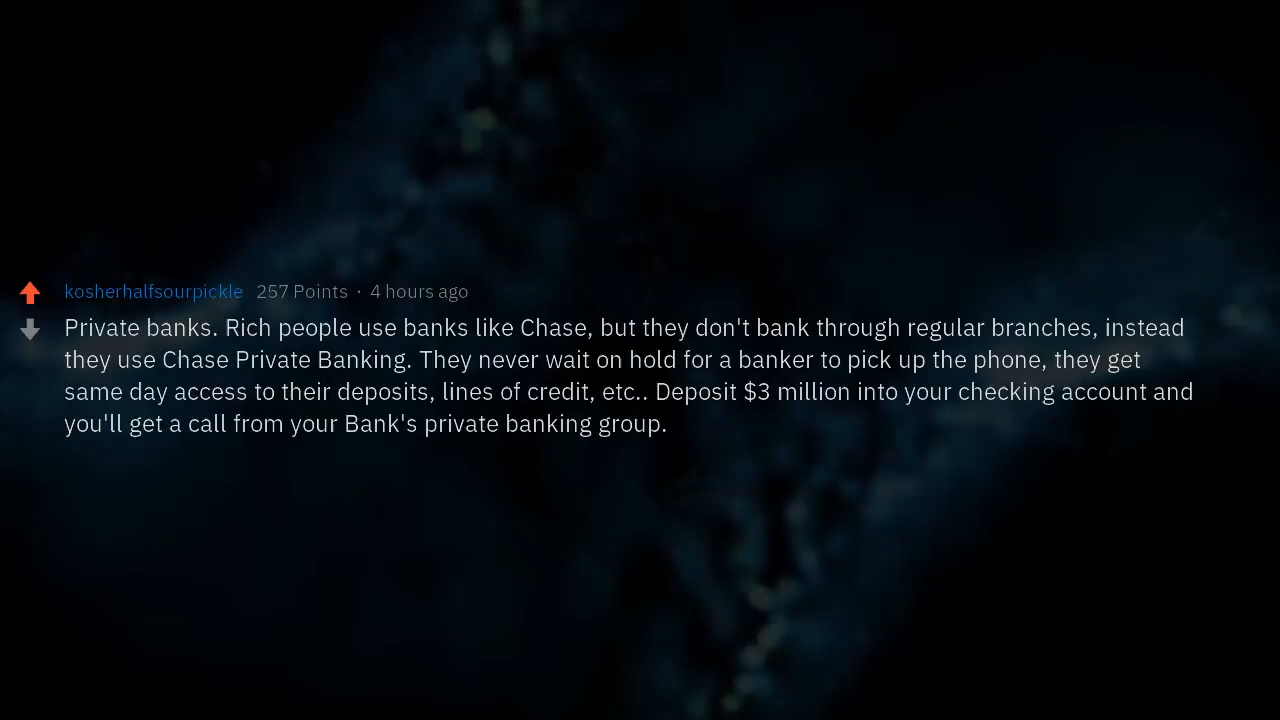 kosherhalfsourpickle 257 Points · 4 hours ago
Private banks. Rich people use banks like Chase, but they don't bank through regular branches, instead
they use Chase Private Banking. They never wait on hold for a banker to pick up the phone, they get
same day access to their deposits, lines of credit, etc.. Deposit $3 million into your checking account and
you'll get a call from your Bank's private banking group.